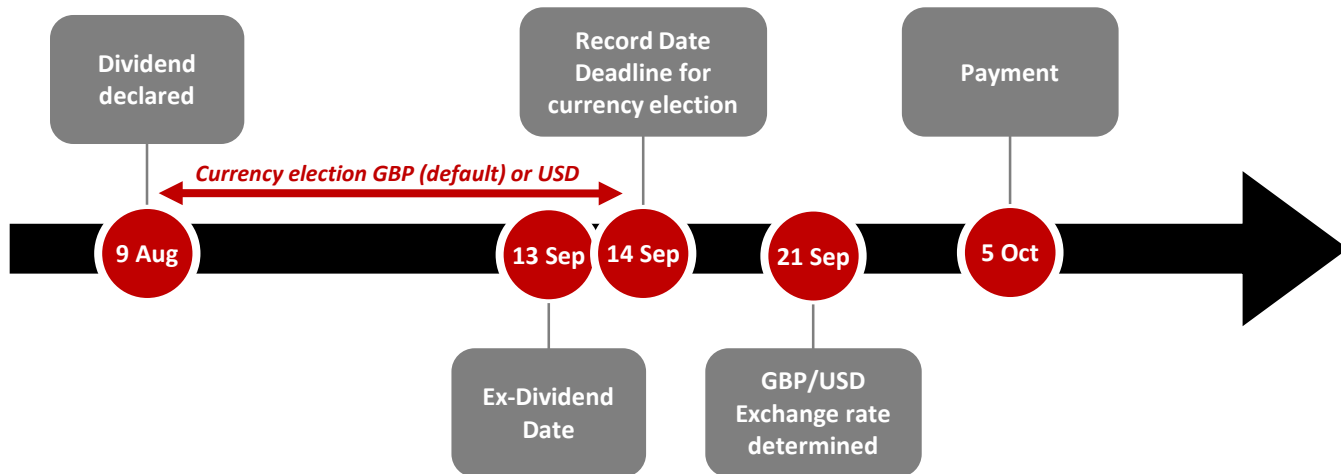 Dividend
declared
Record Date
Deadline for
currency election
Payment
Currency election GBP (default) or USD
9 Aug
13 Sep
14 Sep
21 Sep
5 Oct
Ex-Dividend
Date
GBP/USD
Exchange rate
determined